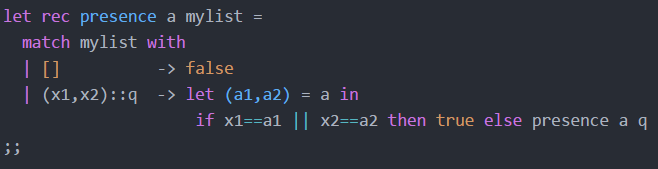 let rec presence a mylist =
  match mylist with
  | []         -> false
  | (x1,x2)::q  -> let (a1,a2) = a in
                   if x1==a1 || x2==a2 then true else presence a q
;;